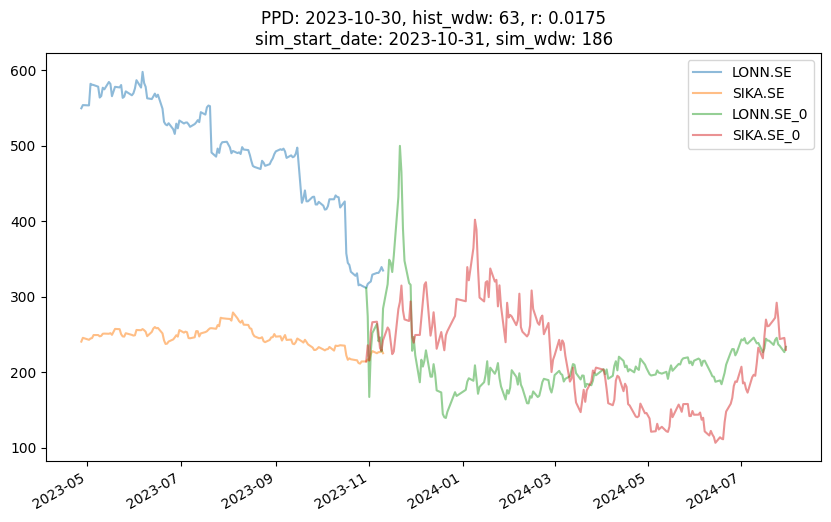 PPD: 2023-10-30, hist_wdw: 63, r: 0.0175
sim_start_date: 2023-10-31, sim_wdw: 186
LONN.SE
SIKA.SE
LONN.SE_0
SIKA.SE_0
600
500
400
300
200
100
2023-05
2023-07
2023-09
2023-11
2024-01
2024-03
2024-05
2024-07